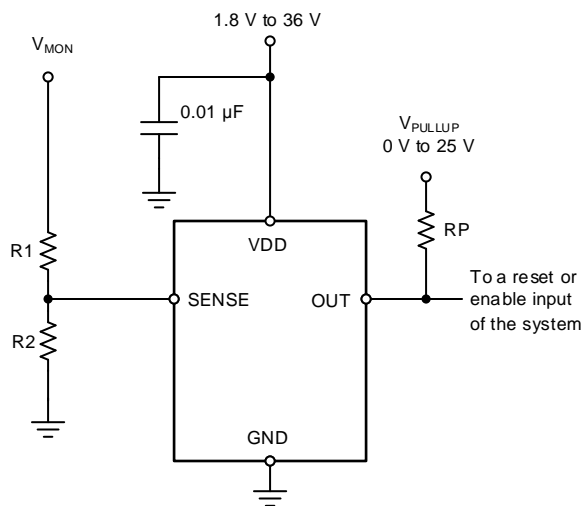 1.8 V to 36 V
VMON
0.01 µF
VPULLUP
0 V to 25 V
R1
VDD
RP
SENSE
OUT
To a reset or
enable input
of the system
R2
GND